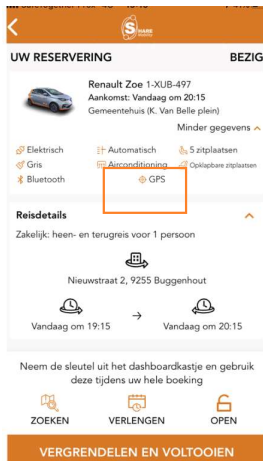 SHARE
UW RESERVERING BEZIG
Renault Zoe 1-XUB-497
Aankomst: Vandaag om 20:15
Gemeentehuis (K. Van Belle plein)
Minder gegevens
Elektrisch Automatisch 5 zitplaatsen
Gris Airconditioning Opklapbare zitplaatsen
Bluetooth GPS
Reisdetails
Zakelijk: heen- en terugreis voor 1 persoon
Nieuwstraat 2, 9255 Buggenhout
Vandaag om 19:15 → Vandaag om 20:15
Neem de sleutel uit het dashboardkastje en gebruik
deze tijdens uw hele boeking
ZOEKEN VERLENGEN OPEN
VERGRENDELEN EN VOLTOOIEN